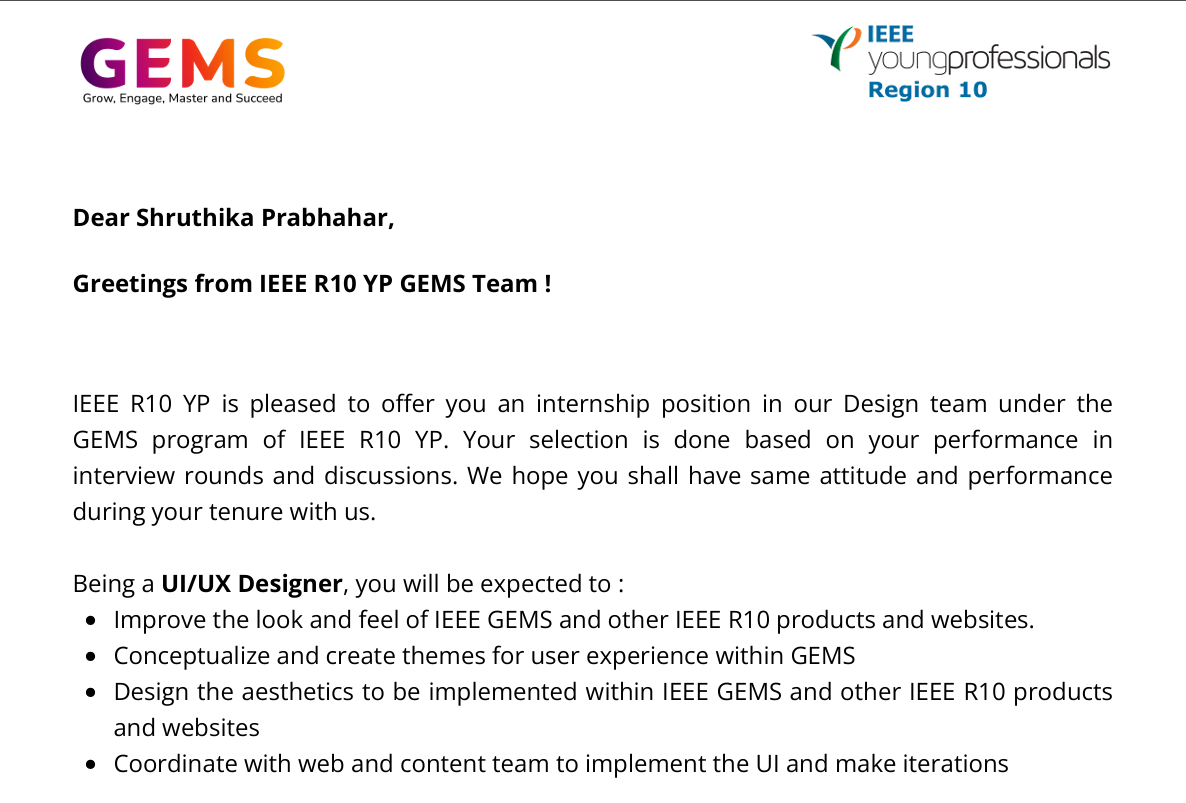 GEMS
Grow, Engage, Master and Succeed
IEEE
youngprofessionals
Region 10
Dear Shruthika Prabhahar,
Greetings from IEEE R10 YP GEMS Team !
IEEE R10 YP is pleased to offer you an internship position in our Design team under the
GEMS program of IEEE R10 YP. Your selection is done based on your performance in
interview rounds and discussions. We hope you shall have same attitude and performance
during your tenure with us.
Being a UI/UX Designer, you will be expected to :
• Improve the look and feel of IEEE GEMS and other IEEE R10 products and websites.
• Conceptualize and create themes for user experience within GEMS
• Design the aesthetics to be implemented within IEEE GEMS and other IEEE R10 products
and websites
• Coordinate with web and content team to implement the UI and make iterations